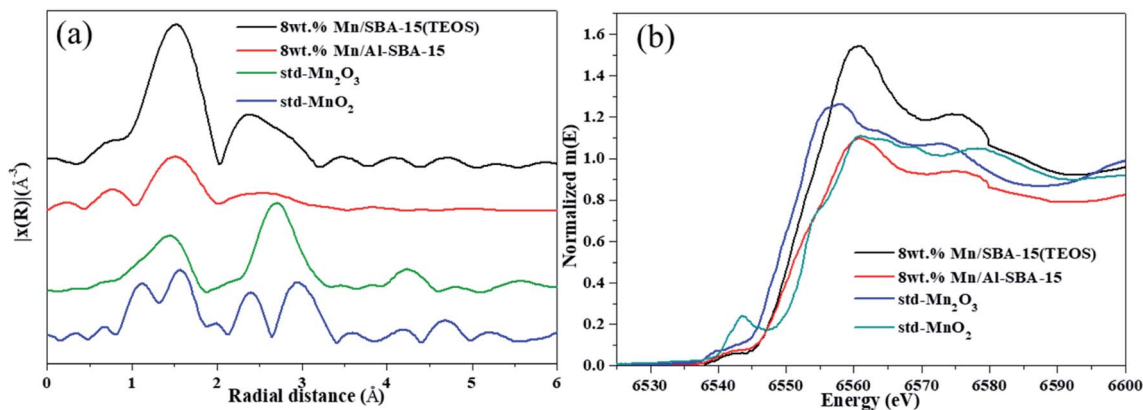 (a)
8wt.% Mn/SBA-15(TEOS)
8wt.% Mn/Al-SBA-15
std-Mn₂O₃
std-MnO₂
|x(R)|(Å⁻³)
0 1 2 3 4 5 6
Radial distance (Å)
(b)
1.6
1.4
1.2
1.0
0.8
0.6
0.4
0.2
0.0
Normalized m(E)
8wt.% Mn/SBA-15(TEOS)
8wt.% Mn/Al-SBA-15
std-Mn₂O₃
std-MnO₂
6530 6540 6550 6560 6570 6580 6590 6600
Energy (eV)